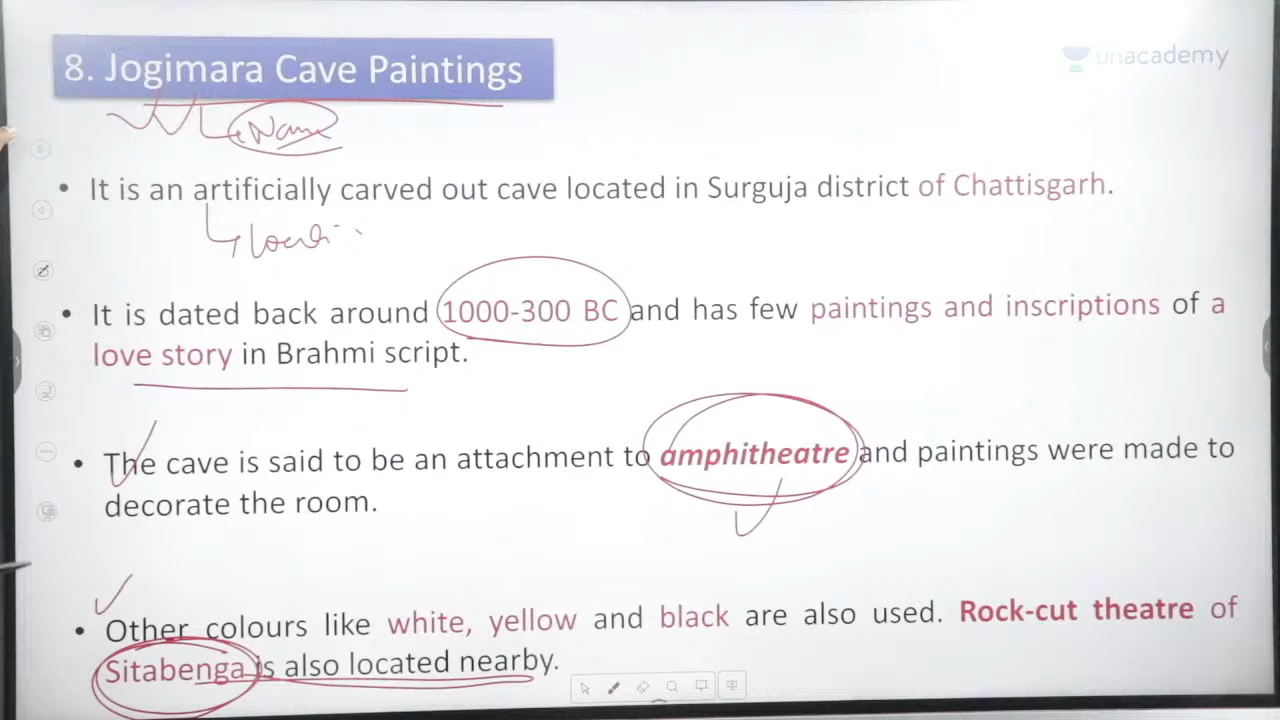 8. Jogimara Cave Paintings
unacademy
Name
• It is an artificially carved out cave located in Surguja district of Chattisgarh.
• It is dated back around 1000-300 BC and has few paintings and inscriptions of a
love story in Brahmi script.
• The cave is said to be an attachment to amphitheatre and paintings were made to
decorate the room.
• Other colours like white, yellow and black are also used. Rock-cut theatre of
Sitabenga is also located nearby.